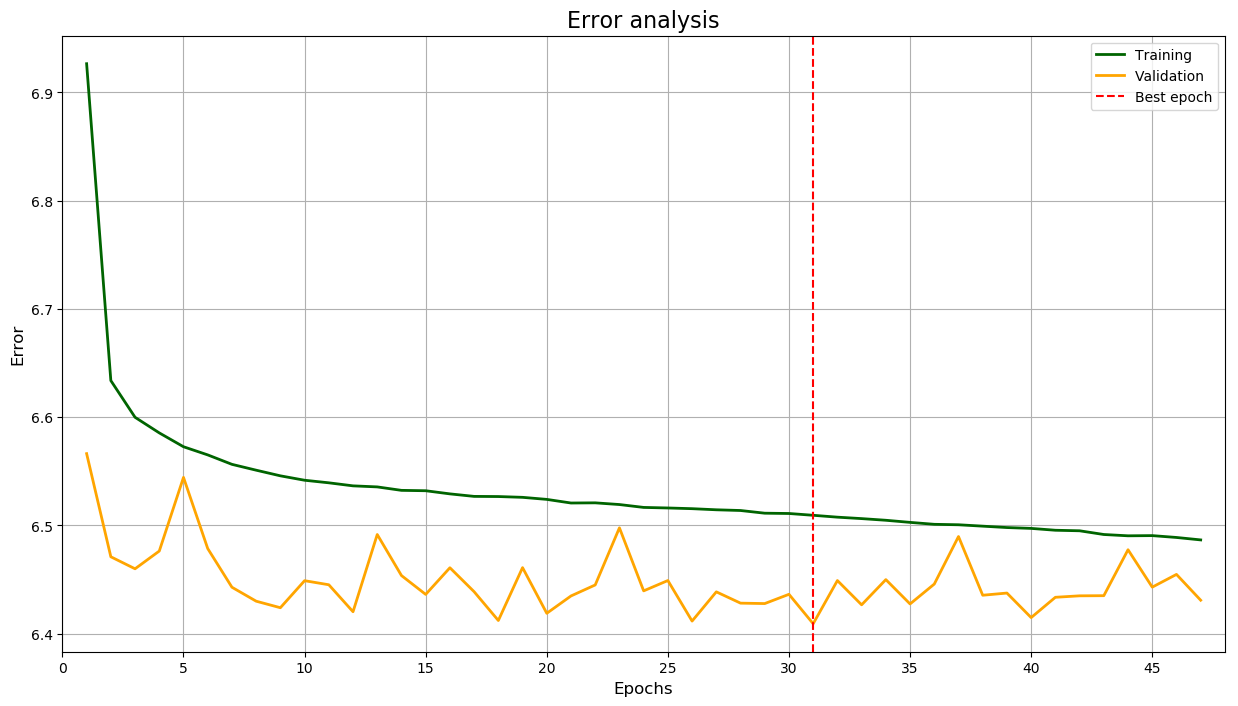 Error analysis
Training
Validation
Best epoch
6.9
6.8
6.7
6.6
6.5
6.4
Error
0 5 10 15 20 25 30 35 40 45
Epochs